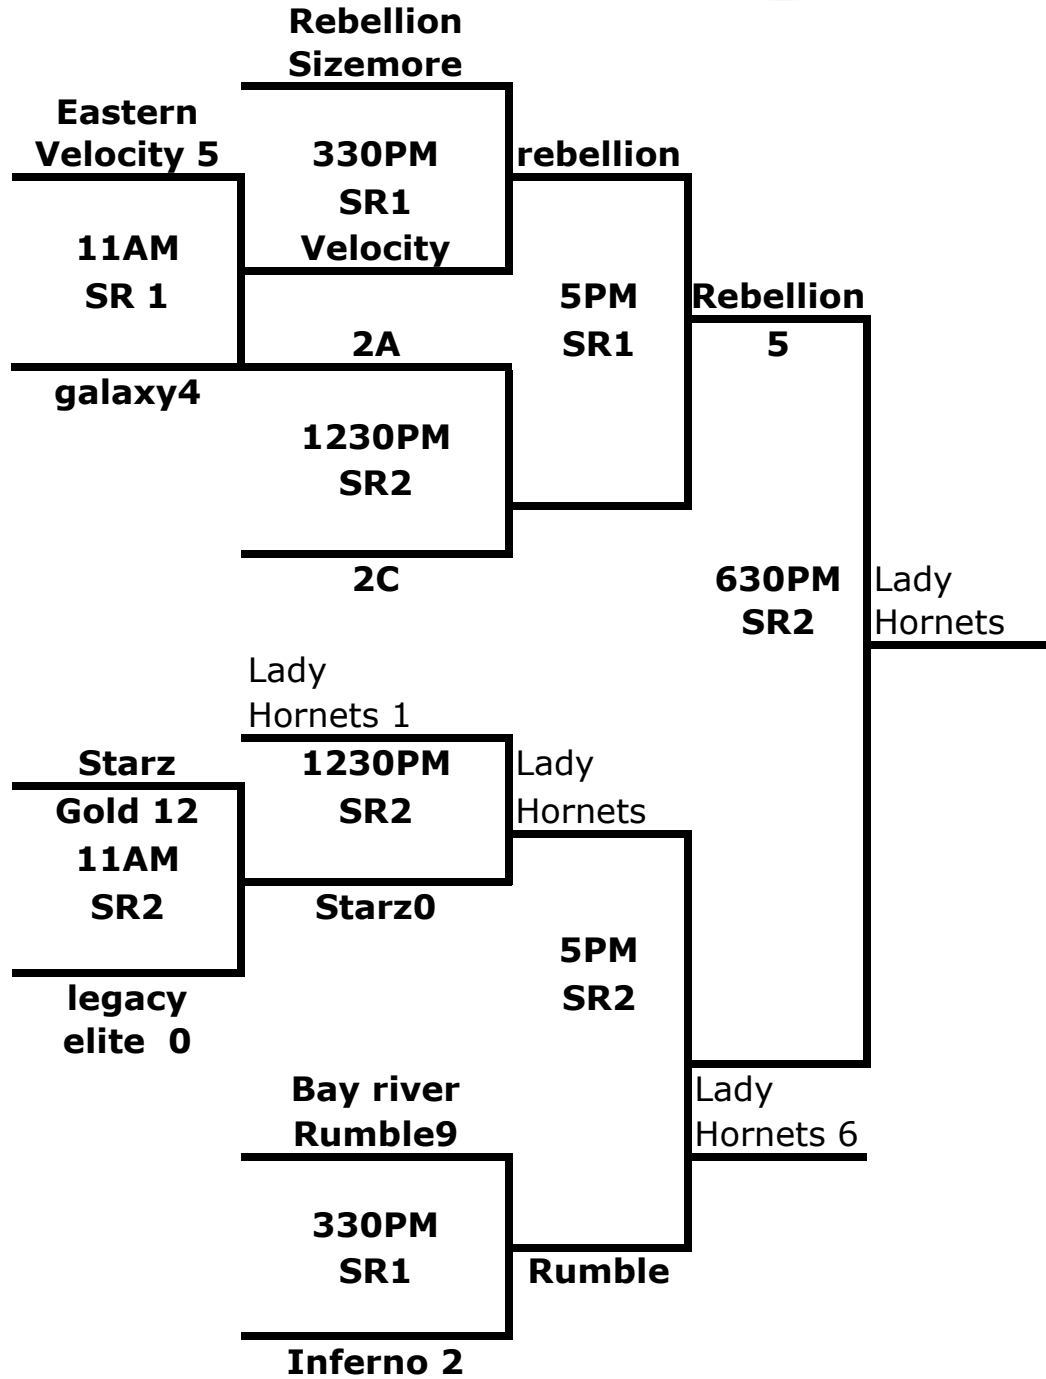 Rebellion
Sizemore
Eastern
Velocity 5
330PM
SR1
rebellion
11AM
SR 1
Velocity
5PM
SR1
Rebellion
5
2A
galaxy4
1230PM
SR2
2C
630PM
SR2
Lady
Hornets
Lady
Hornets 1
Starz
Gold 12
11AM
SR2
1230PM
SR2
Lady
Hornets
Starz0
legacy
elite  0
5PM
SR2
Bay river
Rumble9
Lady
Hornets 6
330PM
SR1
Rumble
Inferno 2